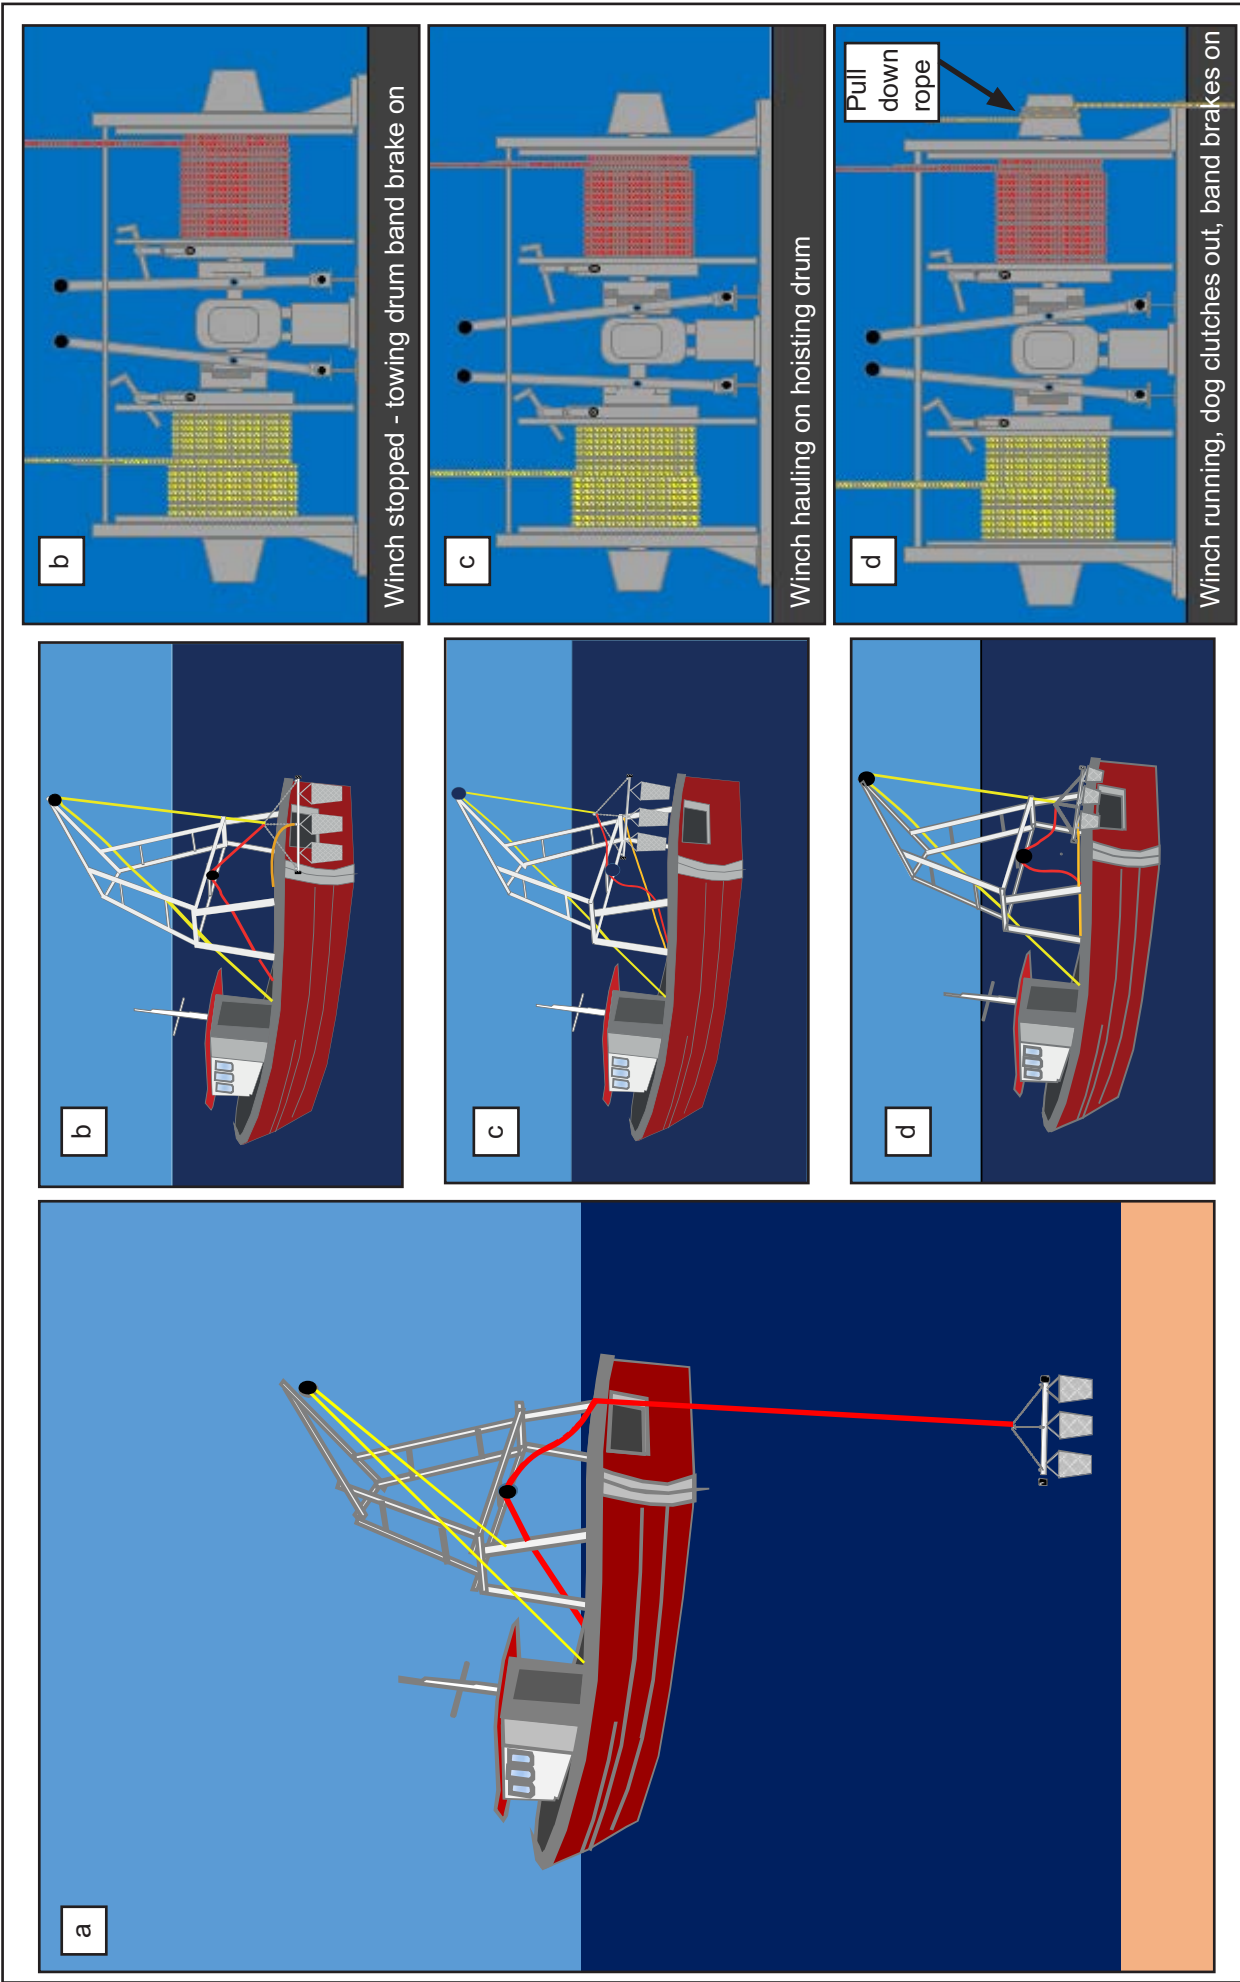 a
b
b
Winch stopped - towing drum band brake on
c
c
Winch hauling on hoisting drum
d
d
Pull
down
rope
Winch running, dog clutches out, band brakes on